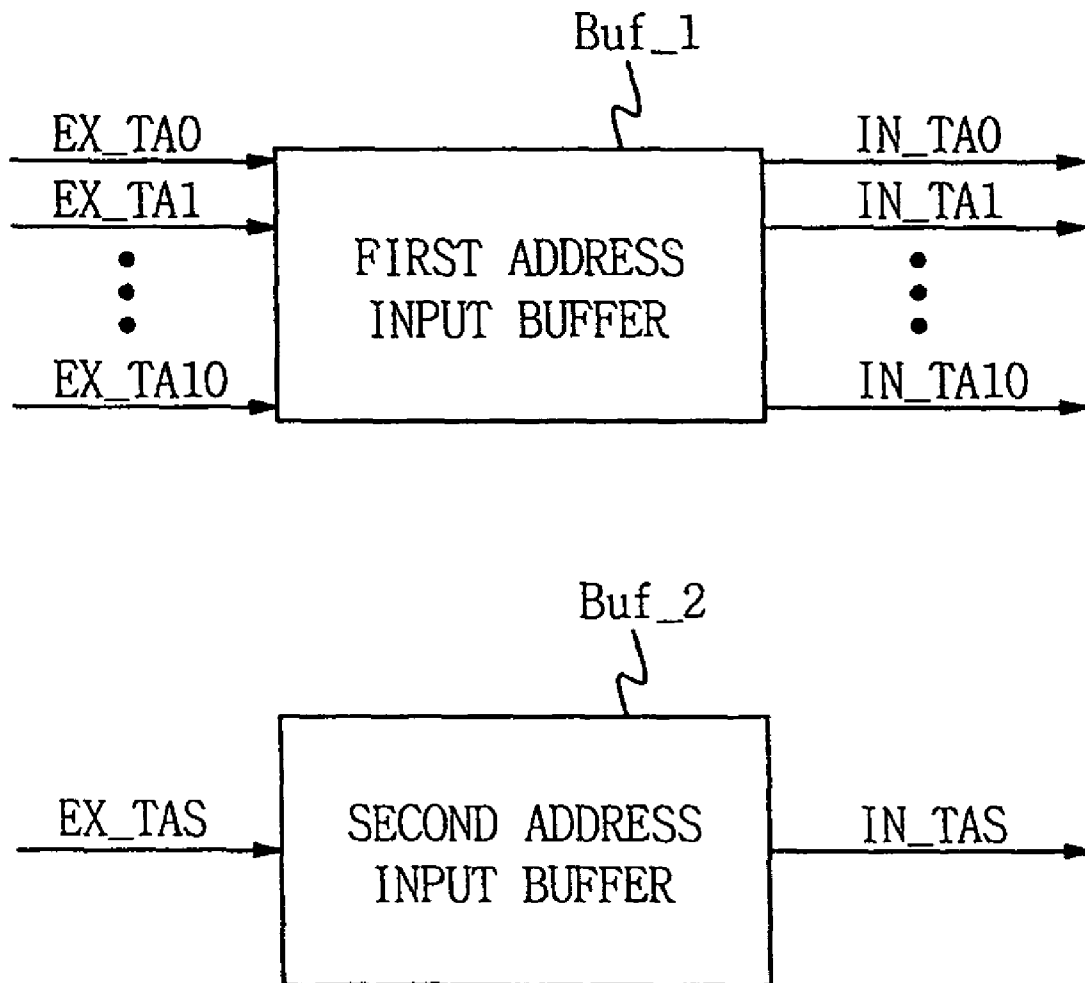 Buf_1
EX_TA0
IN_TA0
EX_TA1
IN_TA1
FIRST ADDRESS
INPUT BUFFER
EX_TA10
IN_TA10
Buf_2
EX_TAS
SECOND ADDRESS
INPUT BUFFER
IN_TAS